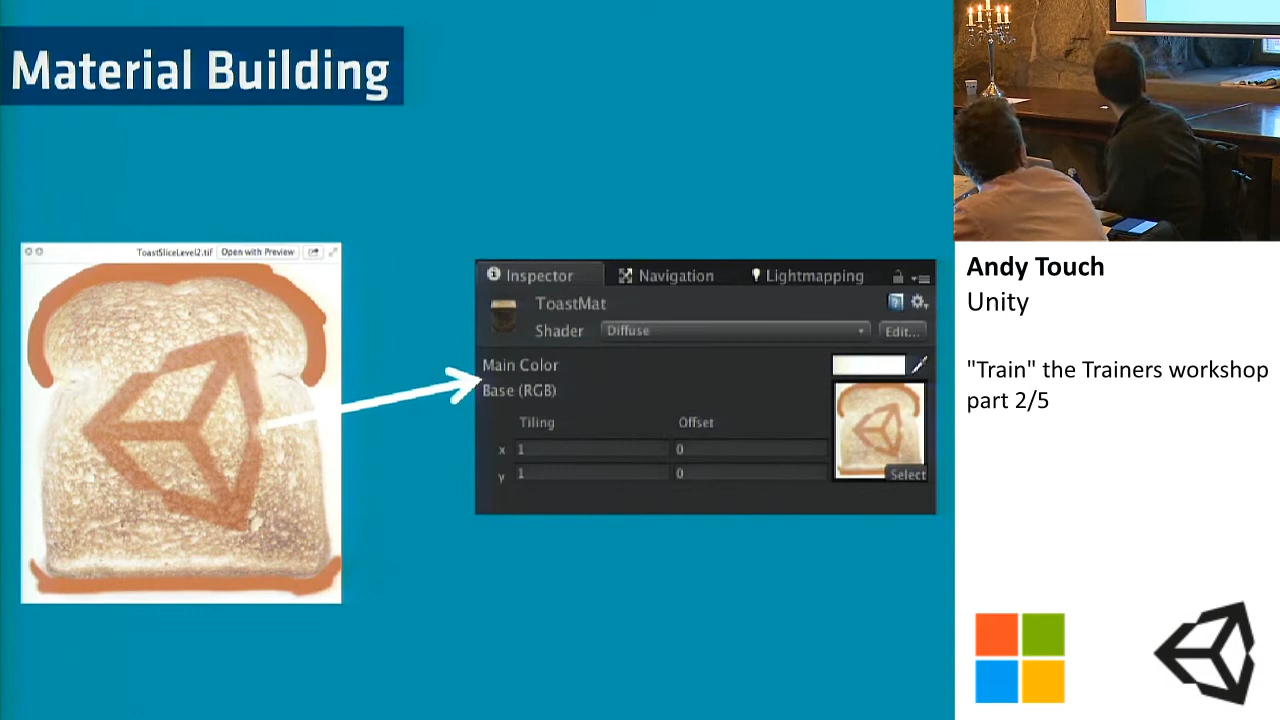 Material Building
ToastSliceLevel2.tif
Open with Preview
Inspector
Navigation
Lightmapping
ToastMat
Shader
Diffuse
Edit...
Main Color
Base (RGB)
Tiling
Offset
x 1 0
y 1 0
Select
Andy Touch
Unity
"Train" the Trainers workshop
part 2/5